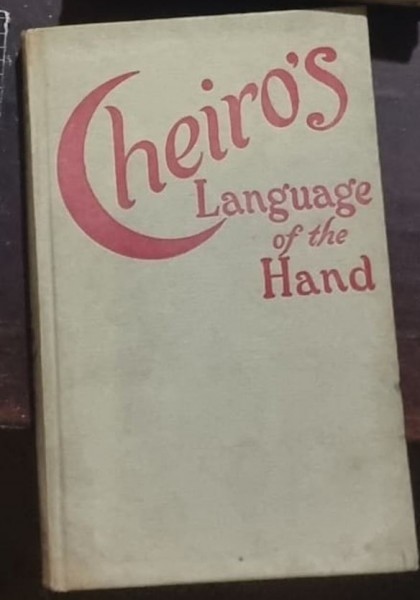 Cheiro's
Language
of the
Hand